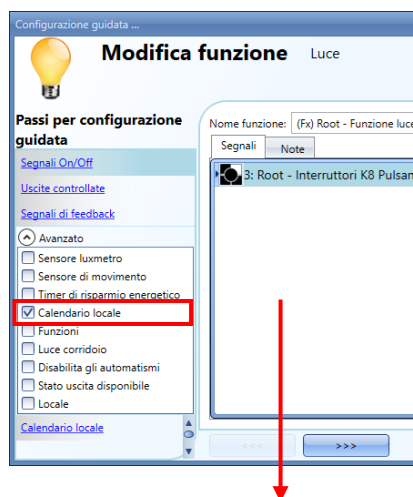 Configurazione guidata ...
Modifica funzione Luce
Passi per configurazione
guidata
Segnali On/Off
Uscite controllate
Segnali di feedback
Avanzato
Sensore luxmetro
Sensore di movimento
Timer di risparmio energetico
Calendario locale
Funzioni
Luce corridoio
Disabilita gli automatismi
Stato uscita disponibile
Locale
Calendario locale
Nome funzione: (Fx) Root - Funzione luce
Segnali Note
3: Root - Interruttori K8 Pulsan
<<< >>>